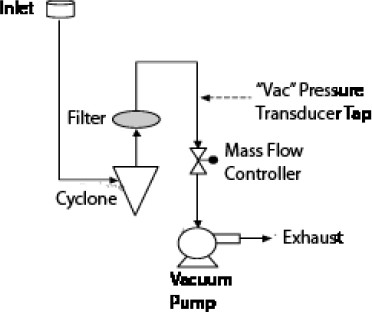 Inlet
"Vac" Pressure
Transducer Tap
Filter
Mass Flow
Controller
Cyclone
Exhaust
Vacuum
Pump